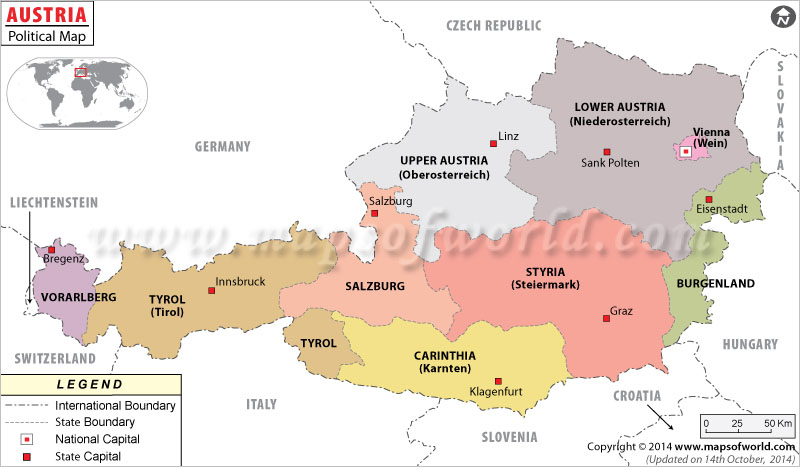 AUSTRIA
Political Map
CZECH REPUBLIC
SLOVAKIA
GERMANY
LOWER AUSTRIA
(Niederosterreich)
Vienna
(Wein)
Linz
UPPER AUSTRIA
(Oberosterreich)
Sank Polten
LIECHTENSTEIN
Salzburg
Eisenstadt
www.mapsofworld.com
Bregenz
VORARLBERG
TYROL
(Tirol)
Innsbruck
SALZBURG
STYRIA
(Steiermark)
BURGENLAND
Graz
TYROL
CARINTHIA
(Karnten)
HUNGARY
SWITZERLAND
Klagenfurt
ITALY
SLOVENIA
CROATIA
LEGEND
International Boundary
State Boundary
National Capital
State Capital
0 25 50 Km
Copyright © 2014 www.mapsofworld.com
(Updated on 14th October, 2014)